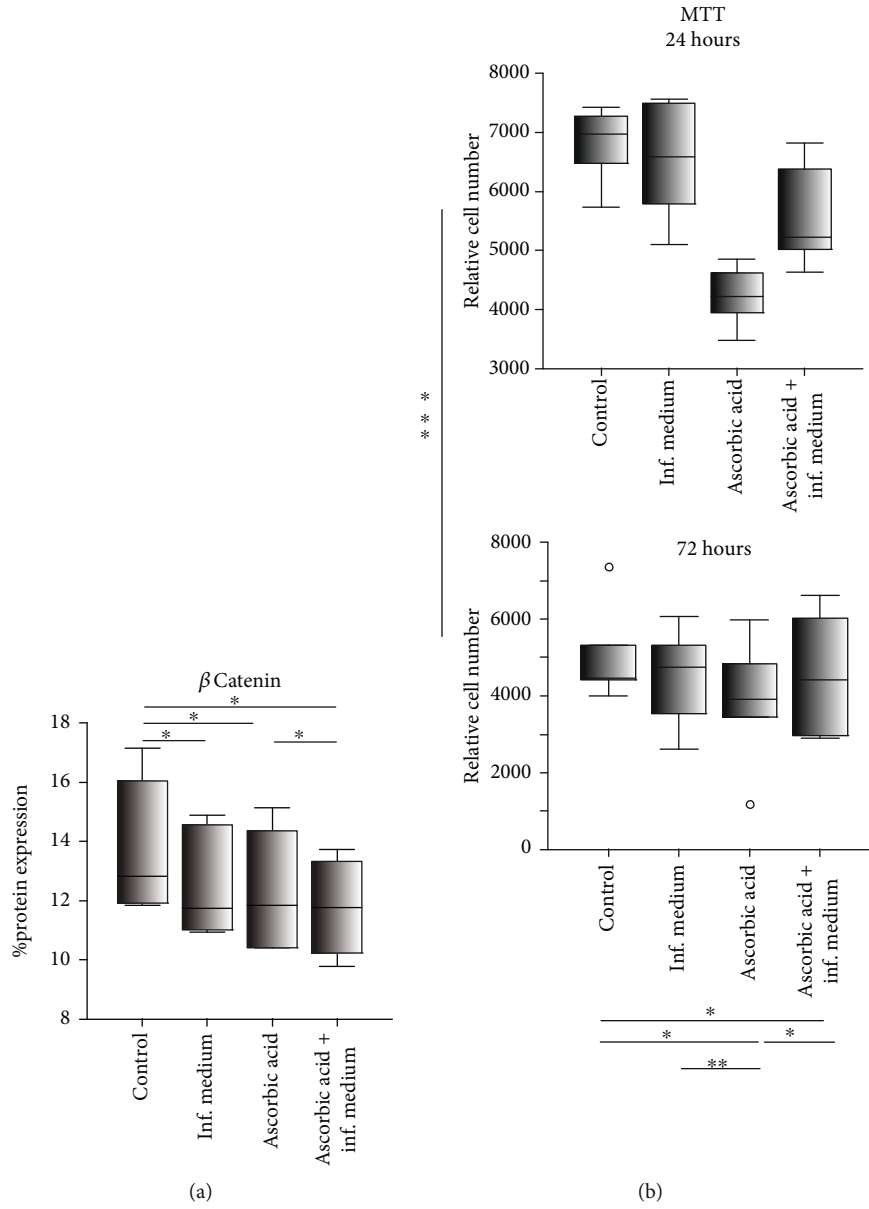 MTT
24 hours
8000
7000
6000
5000
4000
3000
Relative cell number
Control
Inf. medium
Ascorbic acid
Ascorbic acid +
inf. medium
* * *
72 hours
8000
6000
4000
2000
0
Relative cell number
Control
Inf. medium
Ascorbic acid
Ascorbic acid +
inf. medium
*
* *
**
β Catenin
*
*
* *
18
16
14
12
10
8
%protein expression
Control
Inf. medium
Ascorbic acid
Ascorbic acid +
inf. medium
(a)
(b)